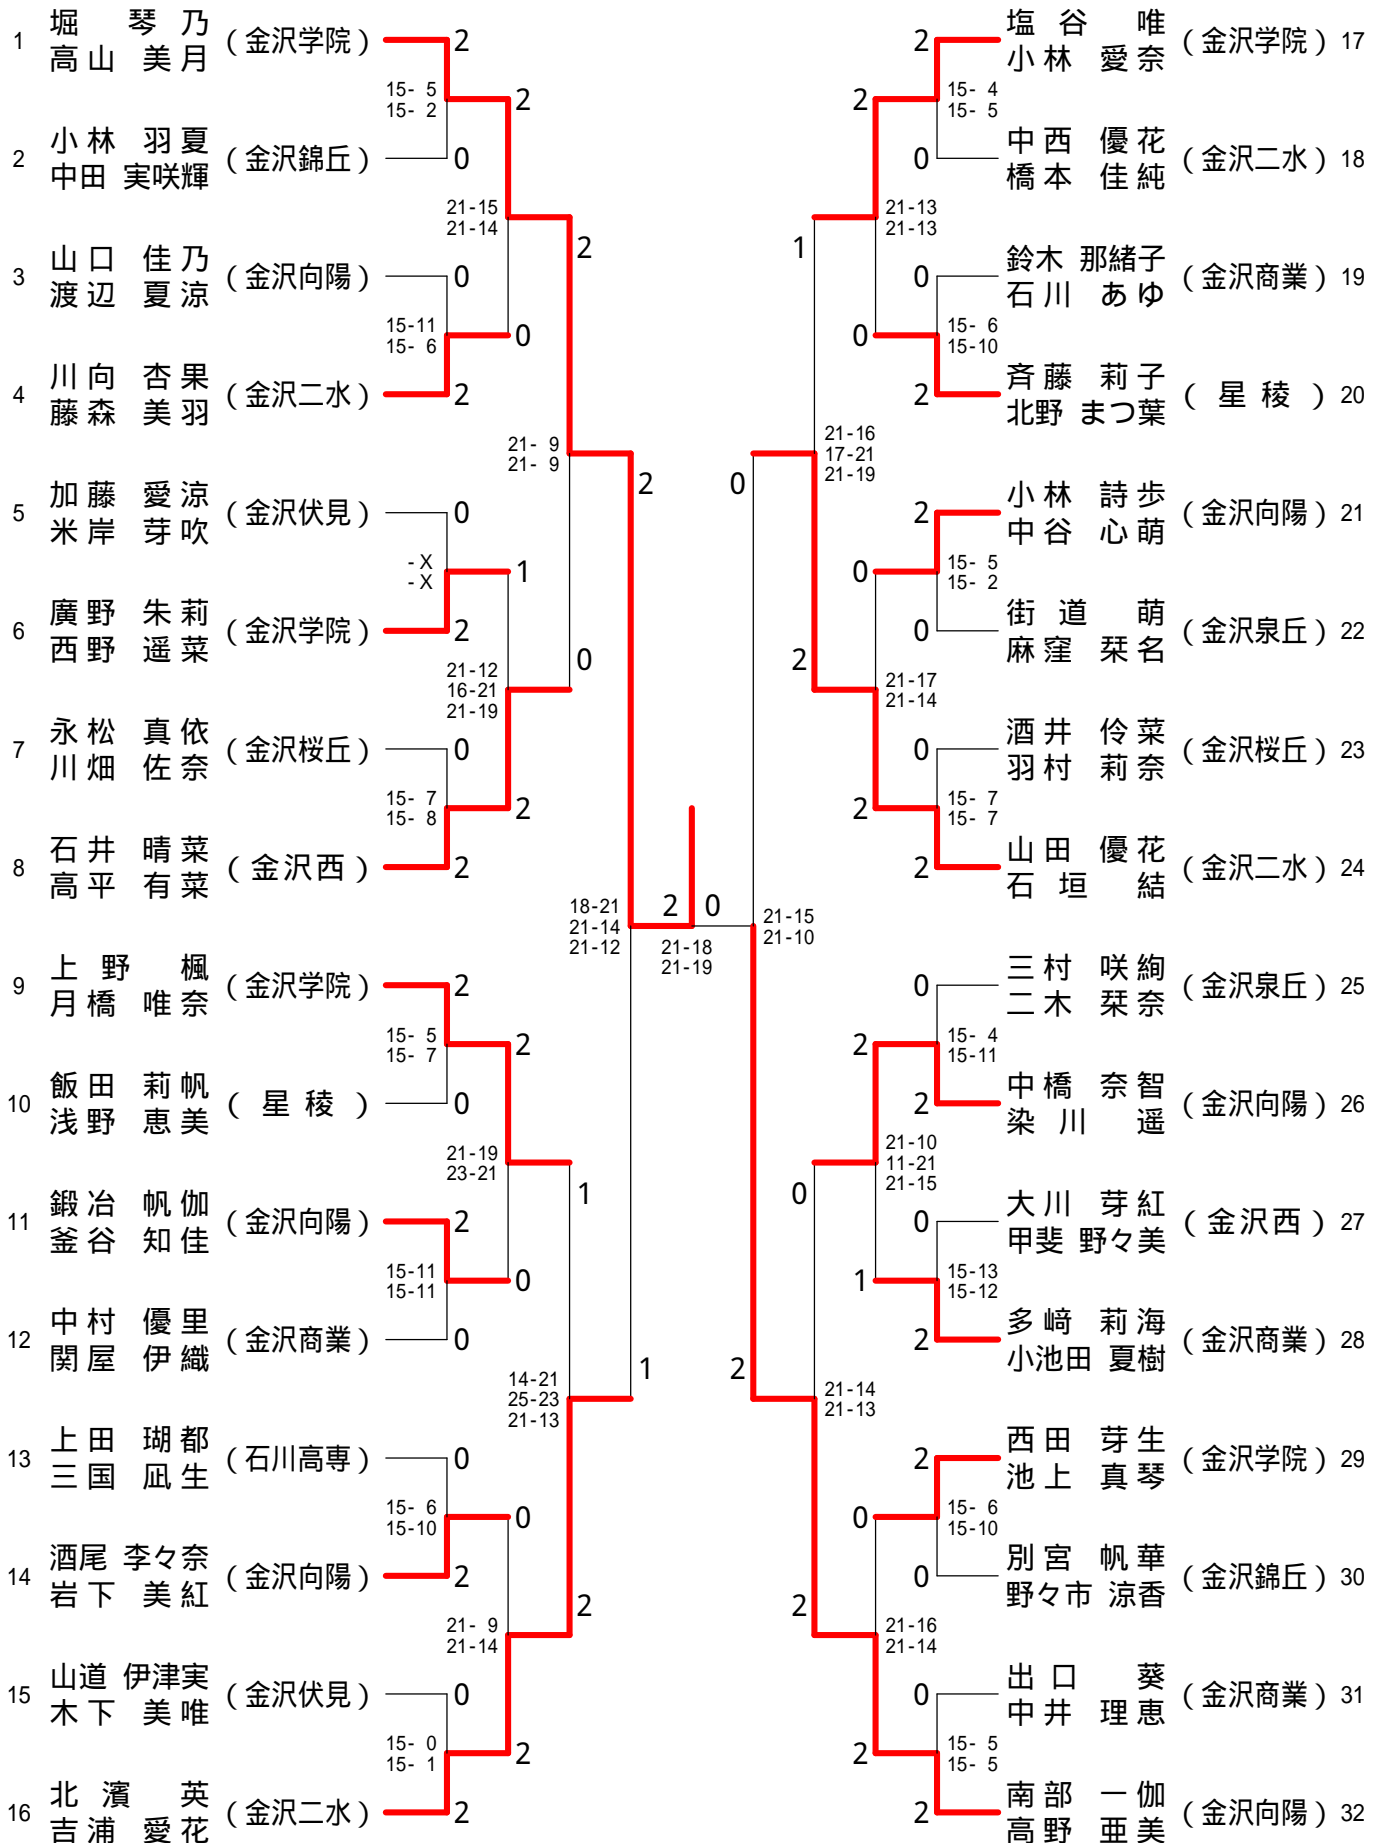 1 堀 琴乃 (金沢学院) 2
高山 美月
15- 5
15- 2
2
2 小林 羽夏 (金沢錦丘) 0
中田 実咲輝
21-15
21-14
2
3 山口 佳乃 (金沢向陽) 0
渡辺 夏涼
15-11
15- 6
0
4 川向 杏果 (金沢二水) 2
藤森 美羽
21- 9
21- 9
2
5 加藤 愛涼 (金沢伏見) 0
米岸 芽吹
- X
- X
1
6 廣野 朱莉 (金沢学院) 2
西野 遥菜
21-12
16-21
21-19
0
7 永松 真依 (金沢桜丘) 0
川畑 佐奈
15- 7
15- 8
2
8 石井 晴菜 (金沢西) 2
高平 有菜
18-21
21-14
21-12
2 0
21-18
21-19
9 上野 楓 (金沢学院) 2
月橋 唯奈
15- 5
15- 7
2
10 飯田 莉帆 (星稜) 0
浅野 恵美
21-19
23-21
1
11 鍛冶 帆伽 (金沢向陽) 2
釜谷 知佳
15-11
15-11
0
12 中村 優里 (金沢商業) 0
関屋 伊織
14-21
25-23
21-13
1
13 上田 瑚都 (石川高専) 0
三国 凪生
15- 6
15-10
0
14 酒尾 李々奈 (金沢向陽) 2
岩下 美紅
21- 9
21-14
2
15 山道 伊津実 (金沢伏見) 0
木下 美唯
15- 0
15- 1
2
16 北濱 英 (金沢二水) 2
吉浦 愛花
2 塩谷 唯 (金沢学院) 17
小林 愛奈
2
15- 4
15- 5
0 中西 優花 (金沢二水) 18
橋本 佳純
1
21-13
21-13
0 鈴木 那緒子 (金沢商業) 19
石川 あゆ
0
15- 6
15-10
2 斉藤 莉子 (星稜) 20
北野 まつ葉
0
21-16
17-21
21-19
2 小林 詩歩 (金沢向陽) 21
中谷 心萌
0
15- 5
15- 2
0 街道 萌 (金沢泉丘) 22
麻窪 栞名
2
21-17
21-14
0 酒井 伶菜 (金沢桜丘) 23
羽村 莉奈
2
15- 7
15- 7
2 山田 優花 (金沢二水) 24
石垣 結
21-15
21-10
0 三村 咲絢 (金沢泉丘) 25
二木 栞奈
2
15- 4
15-11
2 中橋 奈智 (金沢向陽) 26
染川 遥
0
21-10
11-21
21-15
0 大川 芽紅 (金沢西) 27
甲斐 野々美
1
15-13
15-12
2 多﨑 莉海 (金沢商業) 28
小池田 夏樹
2
21-14
21-13
2 西田 芽生 (金沢学院) 29
池上 真琴
0
15- 6
15-10
0 別宮 帆華 (金沢錦丘) 30
野々市 涼香
2
21-16
21-14
0 出口 葵 (金沢商業) 31
中井 理恵
2
15- 5
15- 5
2 南部 一伽 (金沢向陽) 32
高野 亜美